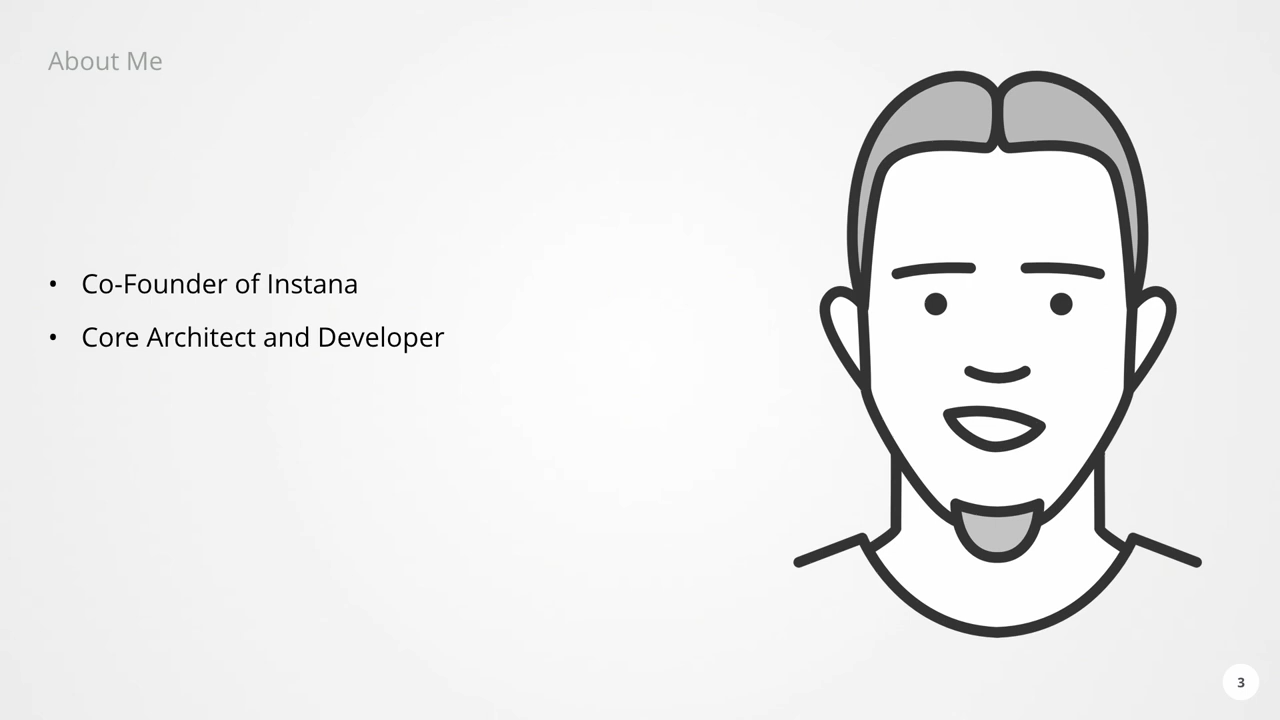 About Me
• Co-Founder of Instana
• Core Architect and Developer
3